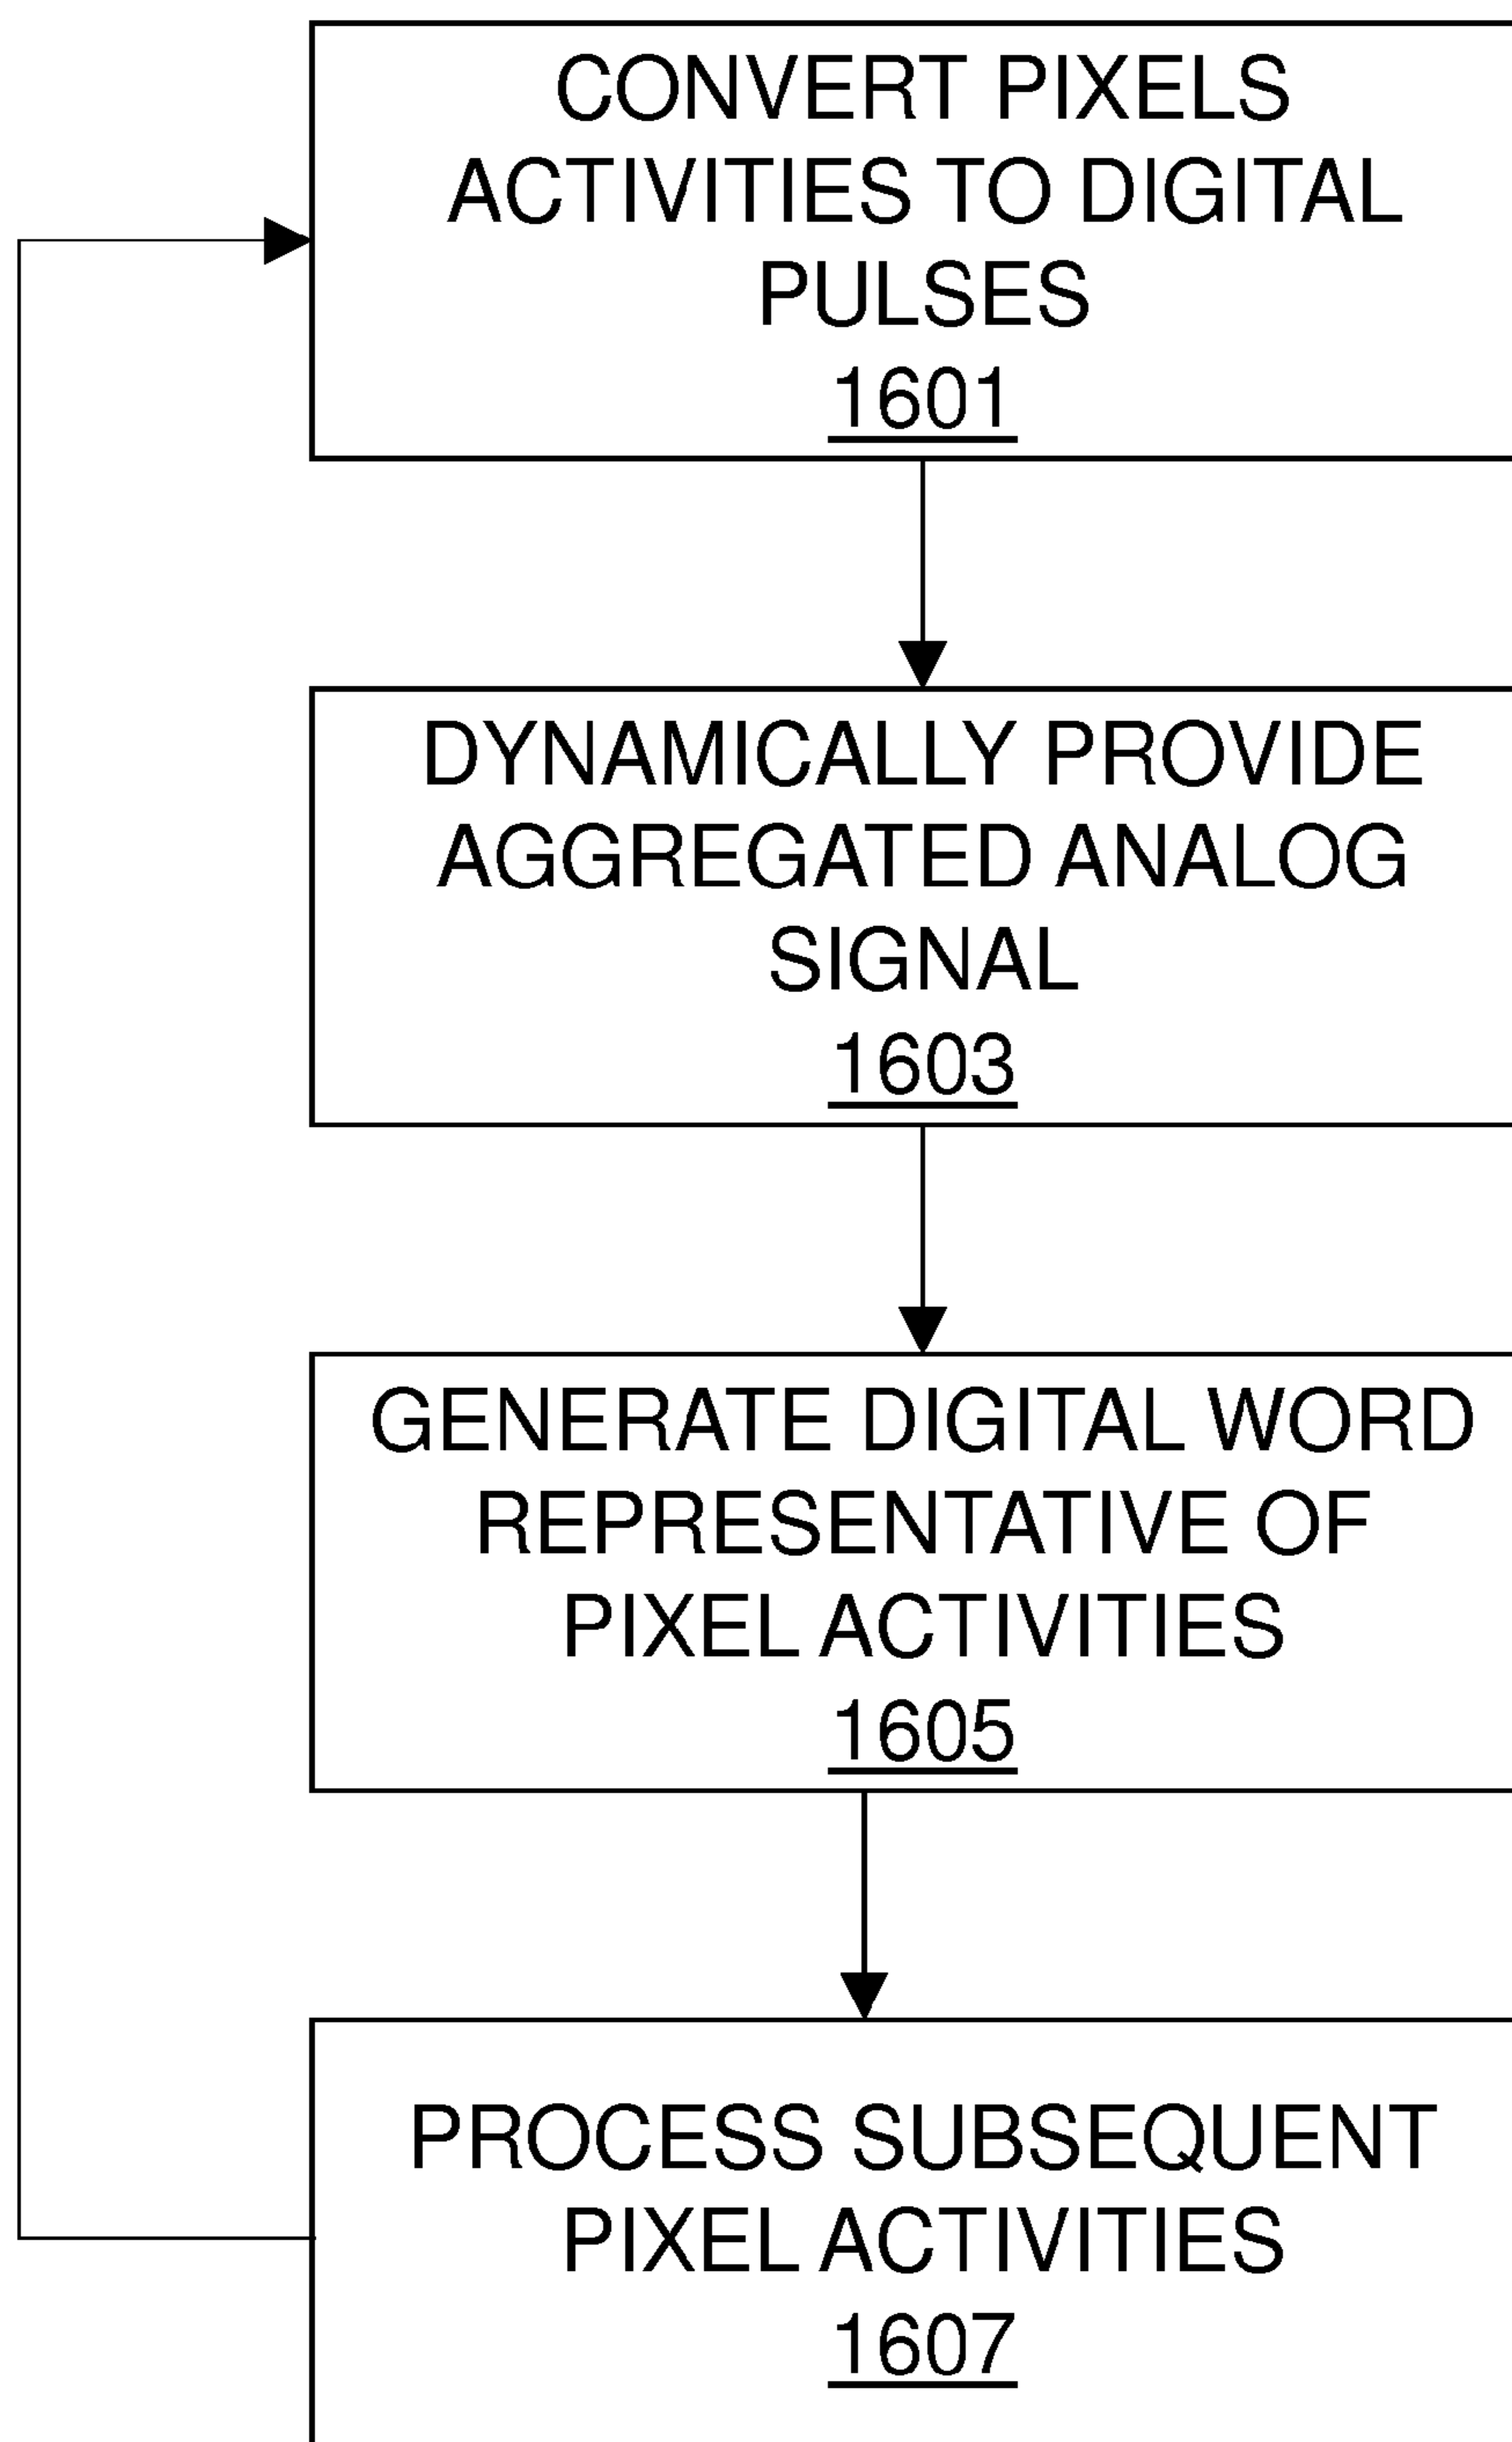 CONVERT PIXELS
ACTIVITIES TO DIGITAL
PULSES
1601
DYNAMICALLY PROVIDE
AGGREGATED ANALOG
SIGNAL
1603
GENERATE DIGITAL WORD
REPRESENTATIVE OF
PIXEL ACTIVITIES
1605
PROCESS SUBSEQUENT
PIXEL ACTIVITIES
1607